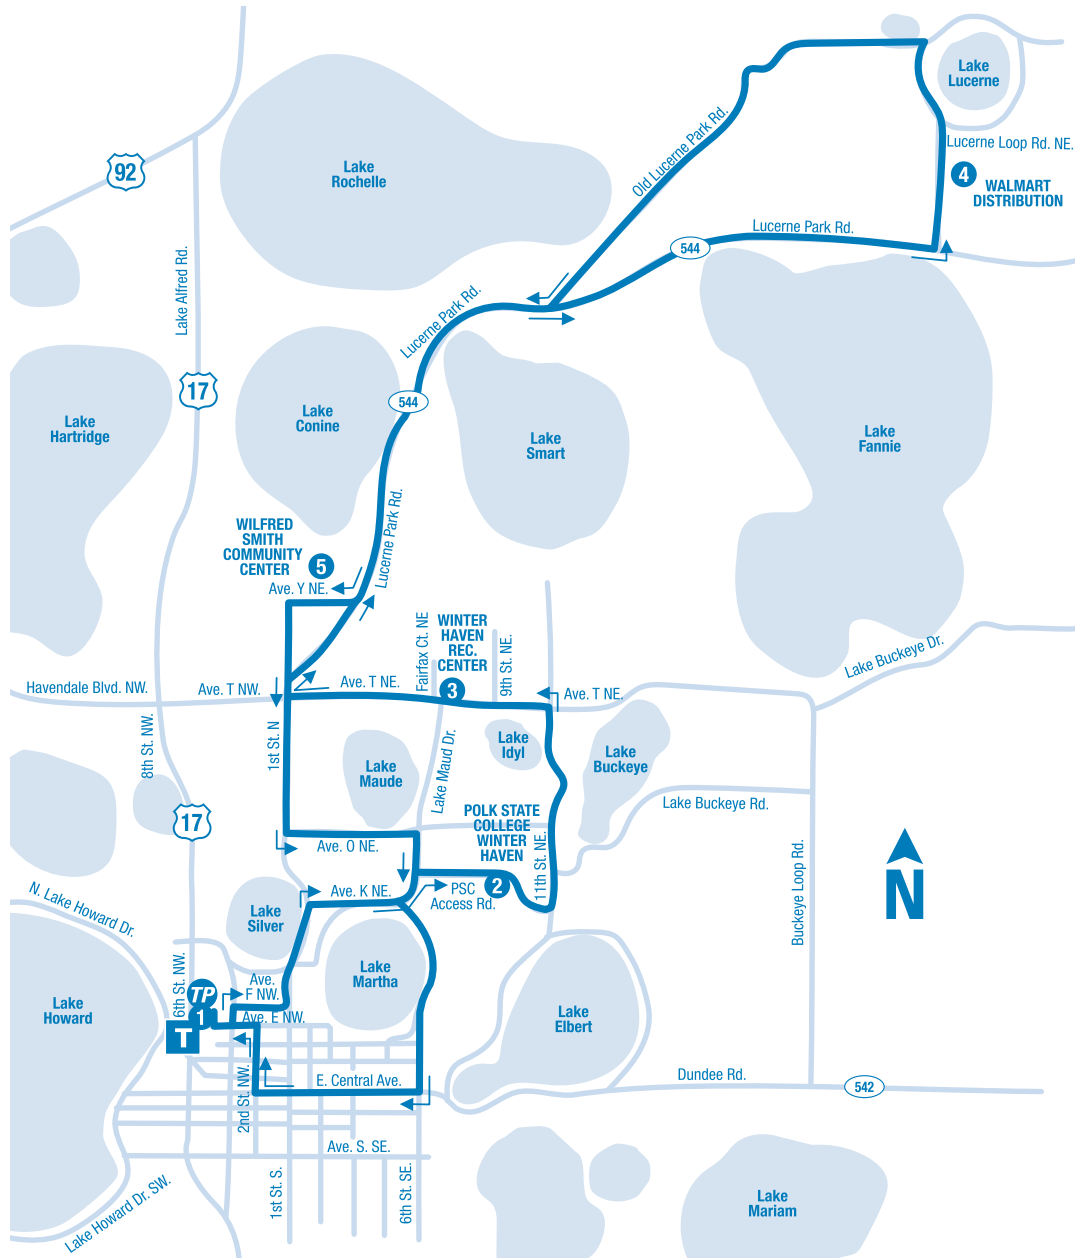 Lake
Lucerne
Lucerne Loop Rd. NE.
4
WALMART
DISTRIBUTION
Old Lucerne Park Rd.
Lucerne Park Rd.
544
92
Lake
Rochelle
Lake Alfred Rd.
Lucerne Park Rd.
17
544
Lake
Hartridge
Lake
Conine
Lake
Smart
Lake
Fannie
Lucerne Park Rd.
WILFRED
SMITH
COMMUNITY
CENTER
5
Ave. Y NE.
Fairfax Ct. NE
WINTER
HAVEN
REC.
CENTER
3
9th St. NE.
Lake Buckeye Dr.
Havendale Blvd. NW.
Ave. T NW.
Ave. T NE.
Ave. T NE.
8th St. NW.
1st St. N
Lake
Maude
Lake Maud Dr.
Lake
Idyl
Lake
Buckeye
17
Lake Buckeye Rd.
POLK STATE
COLLEGE
WINTER
HAVEN
2
11th St. NE.
Ave. O NE.
Buckeye Loop Rd.
N
Ave. K NE.
PSC
Access Rd.
N. Lake Howard Dr.
Lake
Silver
Lake
Martha
6th St. NW.
Ave.
F NW.
TP
1
T
Ave. E NW.
Lake
Howard
Lake
Elbert
2nd St. NW.
E. Central Ave.
Dundee Rd.
542
Ave. S. SE.
1st St. S.
6th St. SE.
Lake Howard Dr. SW.
Lake
Mariam